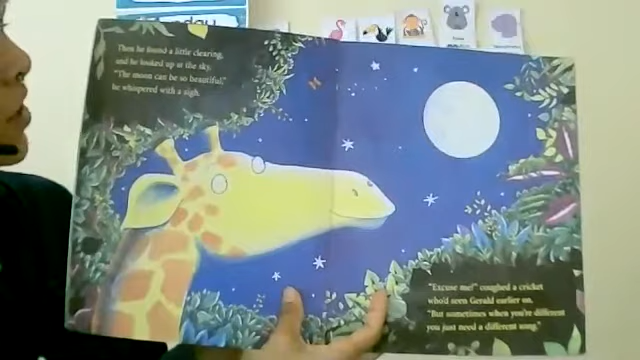 Then he found a little clearing,
and he looked up at the sky.
"The moon can be so beautiful,"
he whispered with a sigh.
"Excuse me!" coughed a cricket
who'd seen Gerald earlier on.
"But sometimes when you're different
you just need a different song."